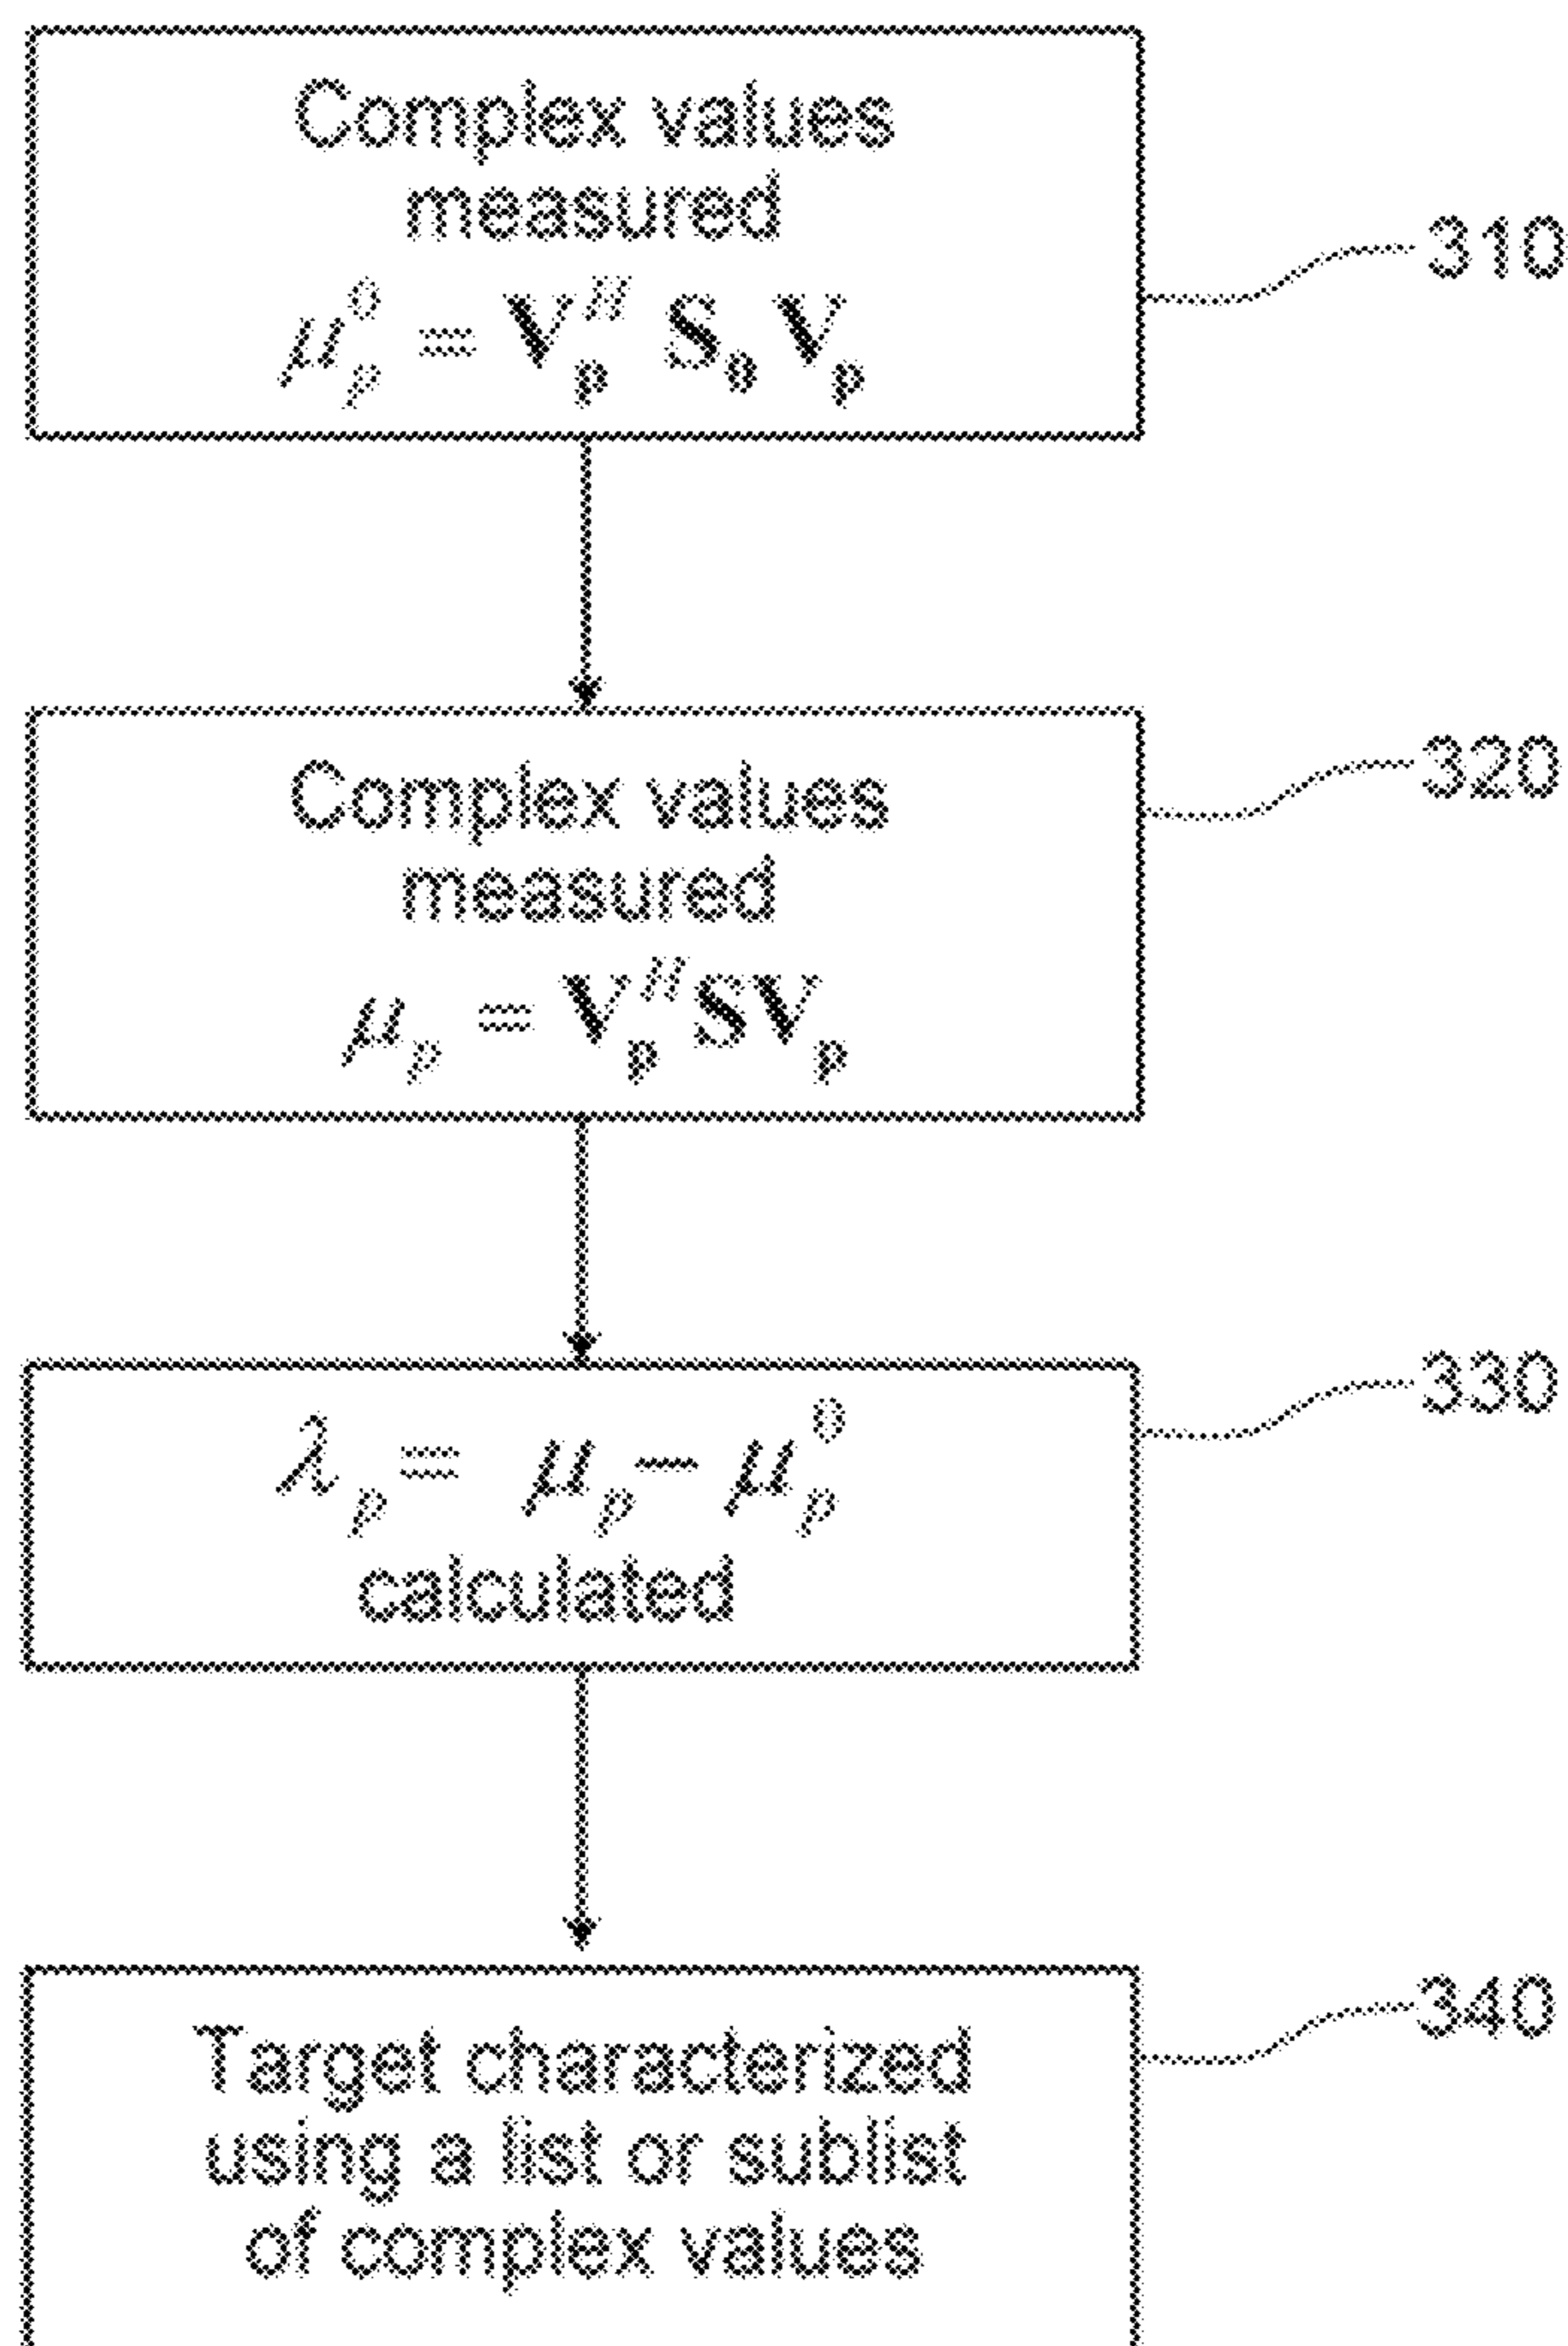 Complex values
measured
310
μ_p^0 = V_p^H S_0 V_p
320
Complex values
measured
μ_p = V_p^H S V_p
330
λ_p = μ_p − μ_p^0
calculated
340
Target characterized
using a list or sublist
of complex values